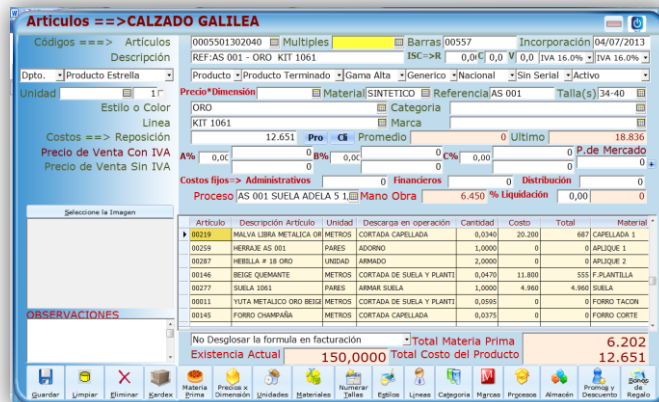 Articulos ==>CALZADO GALILEA
Códigos ===> Artículos 0005501302040 Multiples Barras 00557 Incorporación 04/07/2013
Descripción REF:AS 001 - ORO KIT 1061 ISC=>R 0,0 C 0,0 V 0,0 IVA 16.0% IVA 16.0%
Dpto. Producto Estrella Producto Producto Terminado Gama Alta Generico Nacional Sin Serial Activo
Unidad 1 Precio*Dimensión Material SINTETICO Referencia AS 001 Talla(s) 34-40
Estilo o Color ORO Categoria
Linea KIT 1061 Marca
Costos ==> Reposición 12.651 Pro Cli Promedio 0 Ultimo 18.836
Precio de Venta Con IVA A% 0,00 0 B% 0,00 0 C% 0,00 0 P.de Mercado
Precio de Venta Sin IVA 0 0 0 0 +
Costos fijos=> Administrativos 0 Financieros 0 Distribución 0
Proceso AS 001 SUELA ADELA 5 1, Mano Obra 6.450 % Liquidación 0,00 0
Seleccione la Imagen
Artículo Descripción Artículo Unidad Descarga en operación Cantidad Costo Total Material
00219 MALVA LIBRA METALICA OR METROS CORTADA CAPELLADA 0,0340 20.200 687 CAPELLADA 1
00259 HERRAJE AS 001 PARES ADORNO 1,0000 0 0 APLIQUE 1
00287 HEBILLA # 18 ORO UNIDAD ARMADO 2,0000 0 0 APLIQUE 2
00146 BEIGE QUEMANTE METROS CORTADA DE SUELA Y PLANTI 0,0470 11.800 555 F.PLANTILLA
00277 SUELA 1061 PARES ARMAR SUELA 1,0000 4.960 4.960 SUELA
00011 YUTA METALICO ORO BEIGE METROS CORTADA DE SUELA Y PLANTI 0,0595 0 0 FORRO TACON
00145 FORRO CHAMPAÑA METROS CORTADA CAPELLADA 0,0375 0 0 FORRO CORTE
OBSERVACIONES
No Desglosar la formula en facturación Total Materia Prima 6.202
Existencia Actual 150,0000 Total Costo del Producto 12.651
Guardar Limpiar Eliminar Kardex Materia Prima Precios x Dimensión Unidades Materiales Numerar Tallas Estilos Lineas Categoria Marcas Procesos Almacén Promos y Descuento Bonos de Regalo